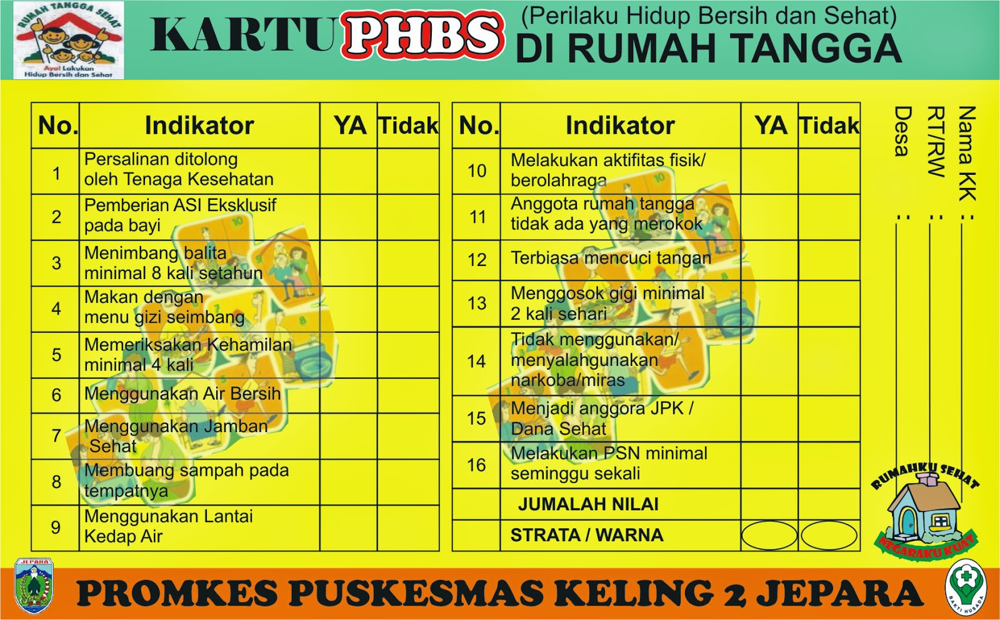 RUMAH TANGGA SEHAT
Ayo! Lakukan
Hidup Bersih dan Sehat
KARTU PHBS
(Perilaku Hidup Bersih dan Sehat)
DI RUMAH TANGGA
No. Indikator YA Tidak
1 Persalinan ditolong
oleh Tenaga Kesehatan
2 Pemberian ASI Eksklusif
pada bayi
3 Menimbang balita
minimal 8 kali setahun
4 Makan dengan
menu gizi seimbang
5 Memeriksakan Kehamilan
minimal 4 kali
6 Menggunakan Air Bersih
7 Menggunakan Jamban
Sehat
8 Membuang sampah pada
tempatnya
9 Menggunakan Lantai
Kedap Air
No. Indikator YA Tidak
10 Melakukan aktifitas fisik/
berolahraga
11 Anggota rumah tangga
tidak ada yang merokok
12 Terbiasa mencuci tangan
13 Menggosok gigi minimal
2 kali sehari
14 Tidak menggunakan/
menyalahgunakan
narkoba/miras
15 Menjadi anggora JPK /
Dana Sehat
16 Melakukan PSN minimal
seminggu sekali
JUMALAH NILAI
STRATA / WARNA
Nama KK :
RT/RW :
Desa :
RUMAHKU SEHAT
NEGARAKU KUAT
JEPARA
PROMKES PUSKESMAS KELING 2 JEPARA
BAKTI HUSADA